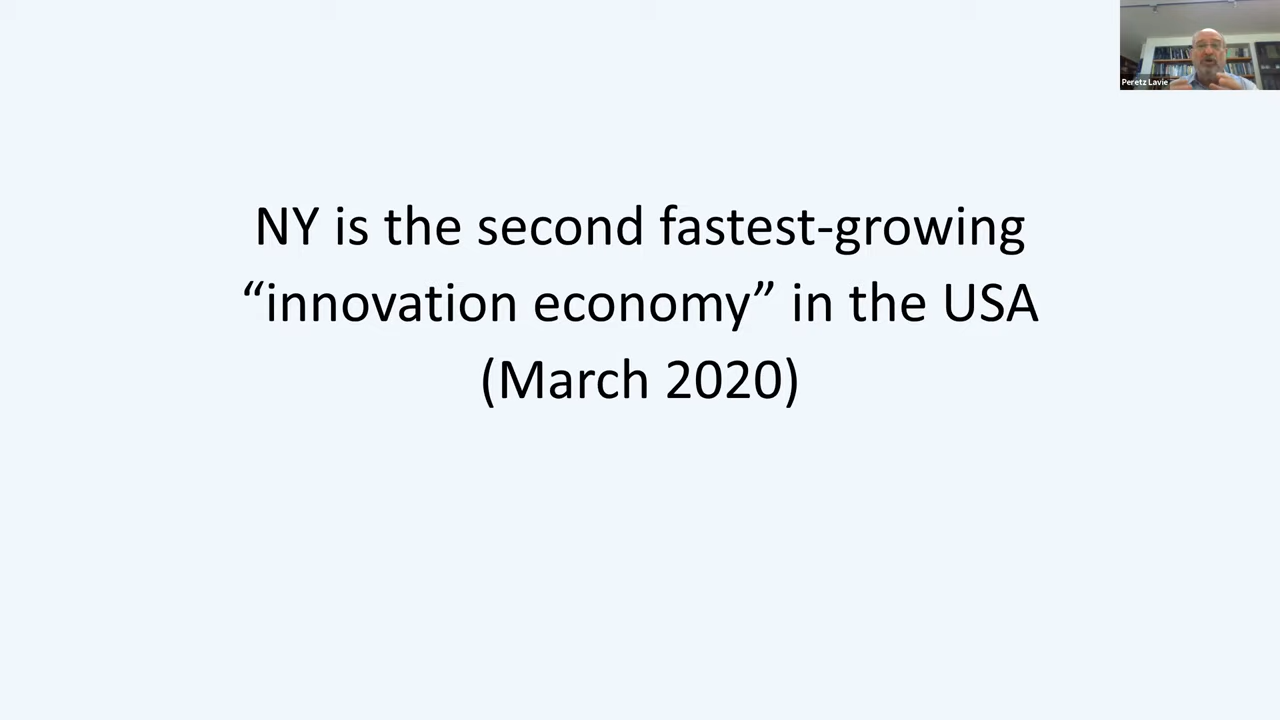 Peretz Lavie
NY is the second fastest-growing
“innovation economy” in the USA
(March 2020)